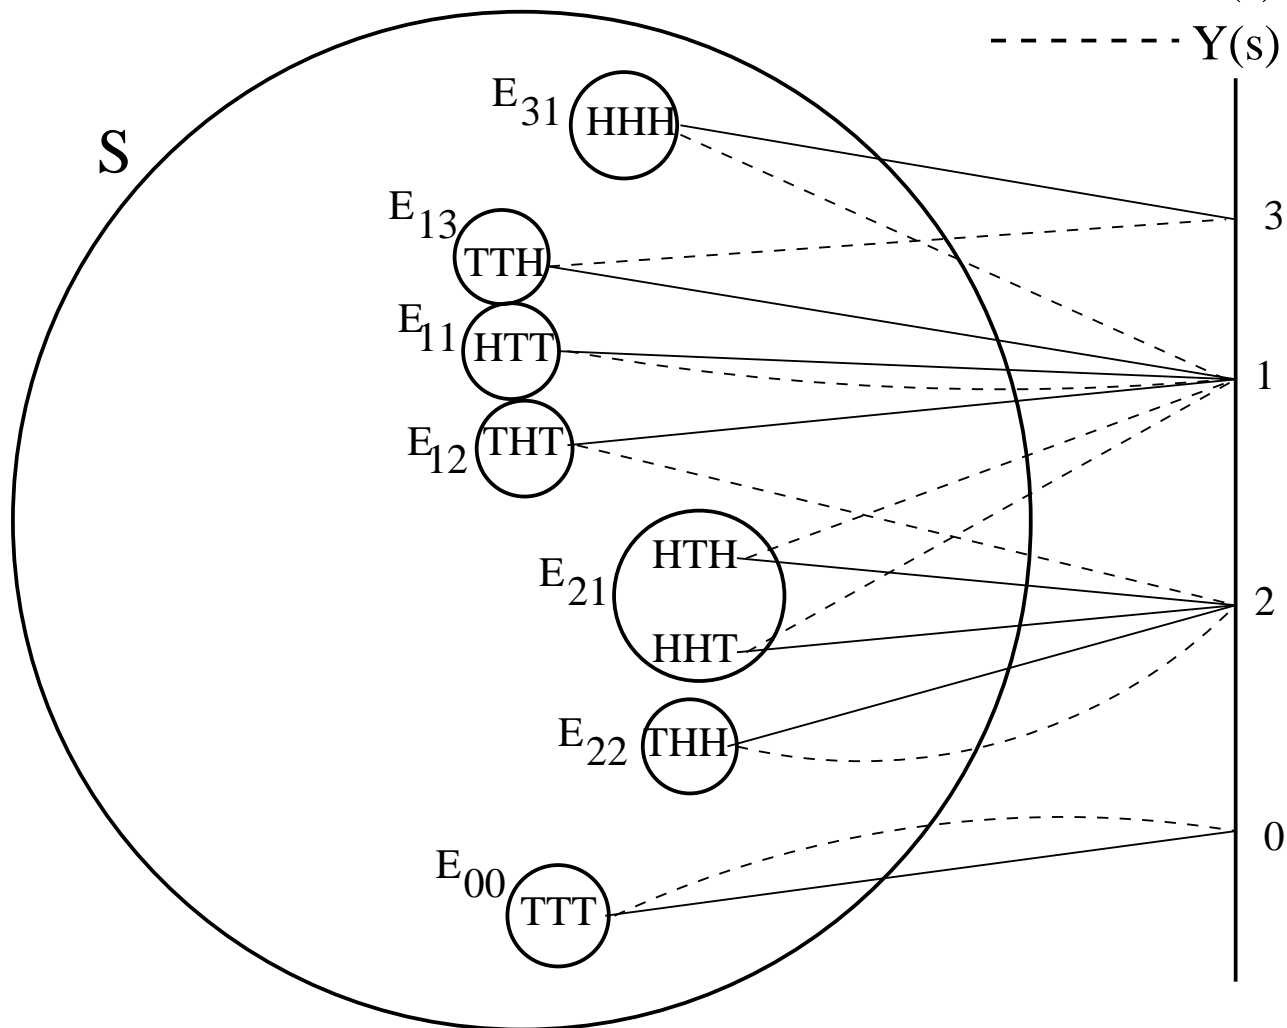 Y(s)
S
E31 HHH
3
E13 TTH
E11 HTT
1
E12 THT
HTH
E21
2
HHT
E22 THH
0
E00 TTT